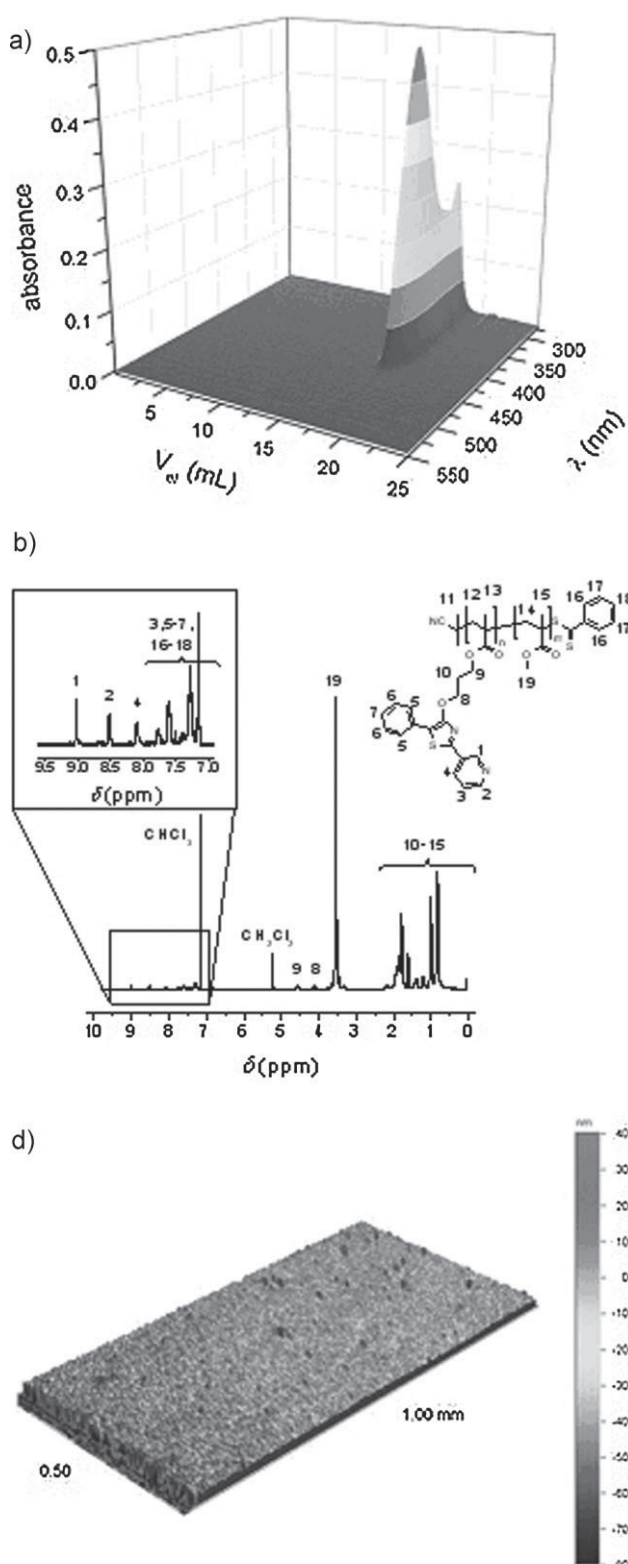 a)
0.5
0.4
0.3
0.2
0.1
0.0
absorbance
5
10
15
20
25
V (mL)
300
350
400
450
500
550
λ (nm)
b)
3,5-7,
16-18
1
2
4
9.5 9.0 8.5 8.0 7.5 7.0
δ(ppm)
11 12 13 14 15 16 17 18
17
16
NC
n
m
S
S
O
O
O
O
10
9
19
8
6
5
7
6
5
O
N
S
1
N
4
3
2
19
CHCl3
10-15
CH2Cl2
9 8
10 9 8 7 6 5 4 3 2 1 0
δ(ppm)
d)
nm
40
30
20
10
0
-10
-20
-30
-40
-50
-60
-70
1.00 mm
0.50